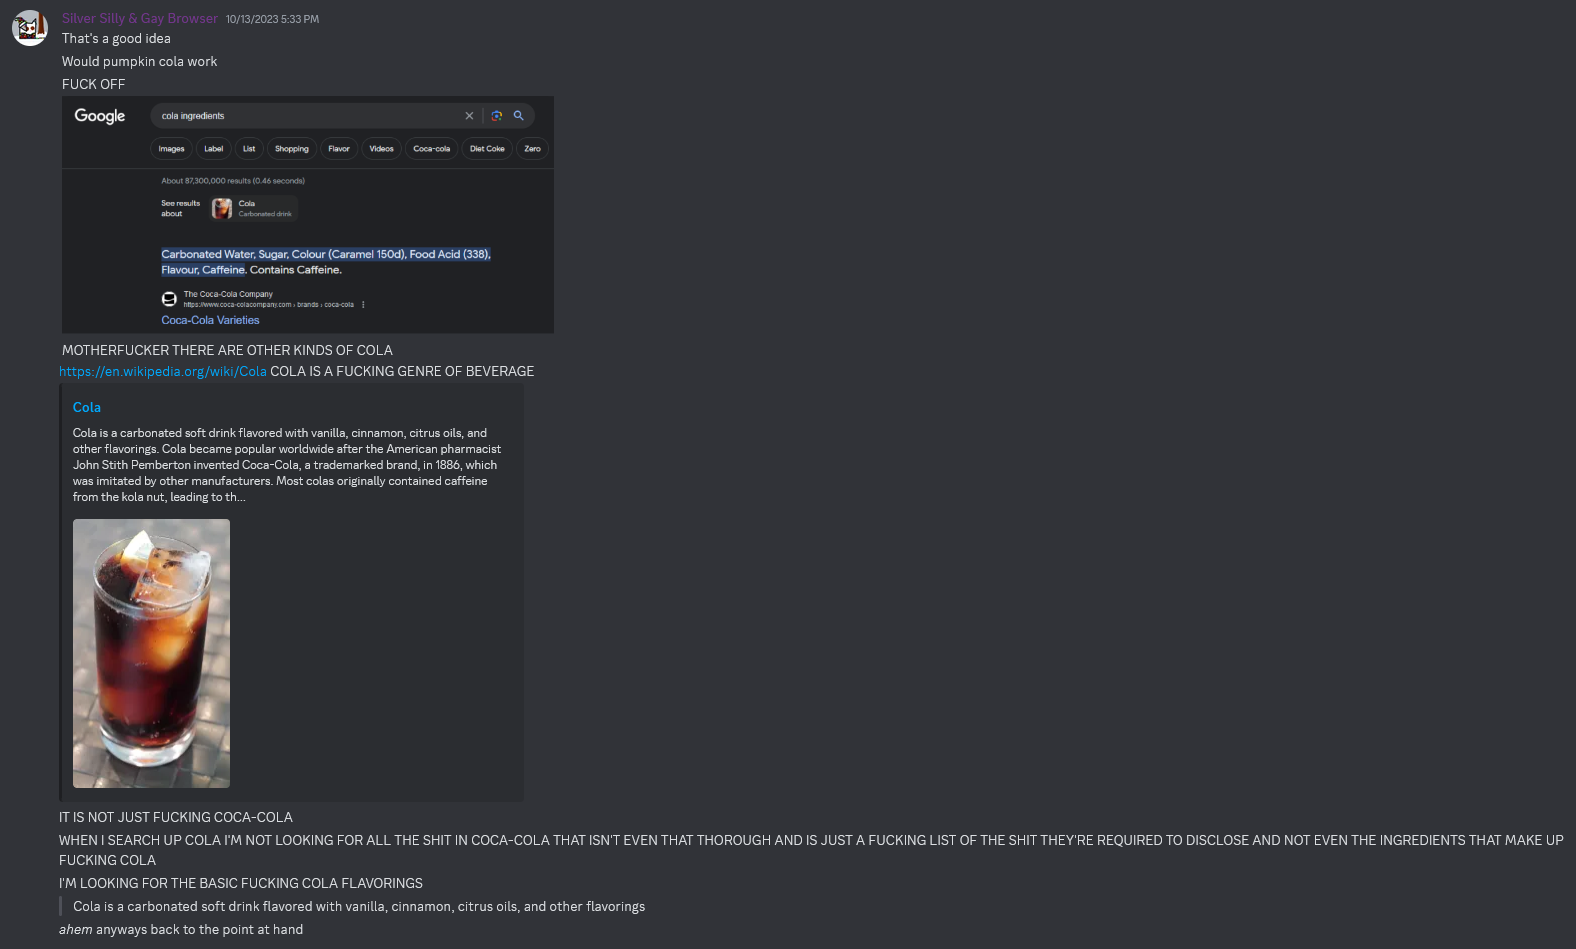 Silver Silly & Gay Browser 10/13/2023 5:33 PM
That's a good idea
Would pumpkin cola work
FUCK OFF
Google
cola ingredients
Images Label List Shopping Flavor Videos Coca-cola Diet Coke Zero
About 87,300,000 results (0.46 seconds)
See results about
Cola
Carbonated drink
Carbonated Water, Sugar, Colour (Caramel 150d), Food Acid (338),
Flavour, Caffeine. Contains Caffeine.
The Coca-Cola Company
https://www.coca-colacompany.com › brands › coca-cola
Coca-Cola Varieties
MOTHERFUCKER THERE ARE OTHER KINDS OF COLA
https://en.wikipedia.org/wiki/Cola COLA IS A FUCKING GENRE OF BEVERAGE
Cola
Cola is a carbonated soft drink flavored with vanilla, cinnamon, citrus oils, and
other flavorings. Cola became popular worldwide after the American pharmacist
John Stith Pemberton invented Coca-Cola, a trademarked brand, in 1886, which
was imitated by other manufacturers. Most colas originally contained caffeine
from the kola nut, leading to th...
IT IS NOT JUST FUCKING COCA-COLA
WHEN I SEARCH UP COLA I'M NOT LOOKING FOR ALL THE SHIT IN COCA-COLA THAT ISN'T EVEN THAT THOROUGH AND IS JUST A FUCKING LIST OF THE SHIT THEY'RE REQUIRED TO DISCLOSE AND NOT EVEN THE INGREDIENTS THAT MAKE UP
FUCKING COLA
I'M LOOKING FOR THE BASIC FUCKING COLA FLAVORINGS
Cola is a carbonated soft drink flavored with vanilla, cinnamon, citrus oils, and other flavorings
ahem anyways back to the point at hand